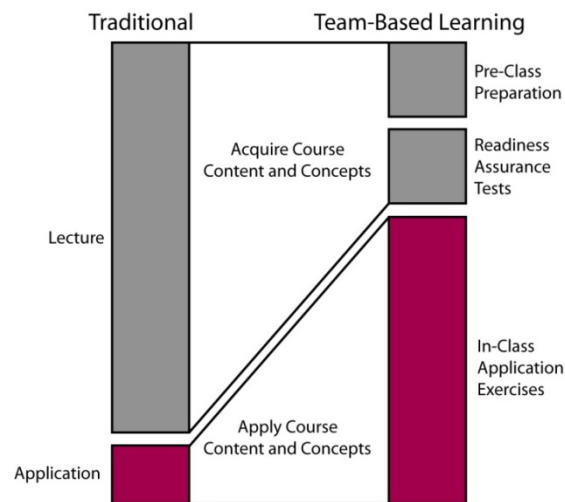 Traditional
Team-Based Learning
Pre-Class
Preparation
Acquire Course
Content and Concepts
Readiness
Assurance
Tests
Lecture
In-Class
Application
Exercises
Apply Course
Content and Concepts
Application